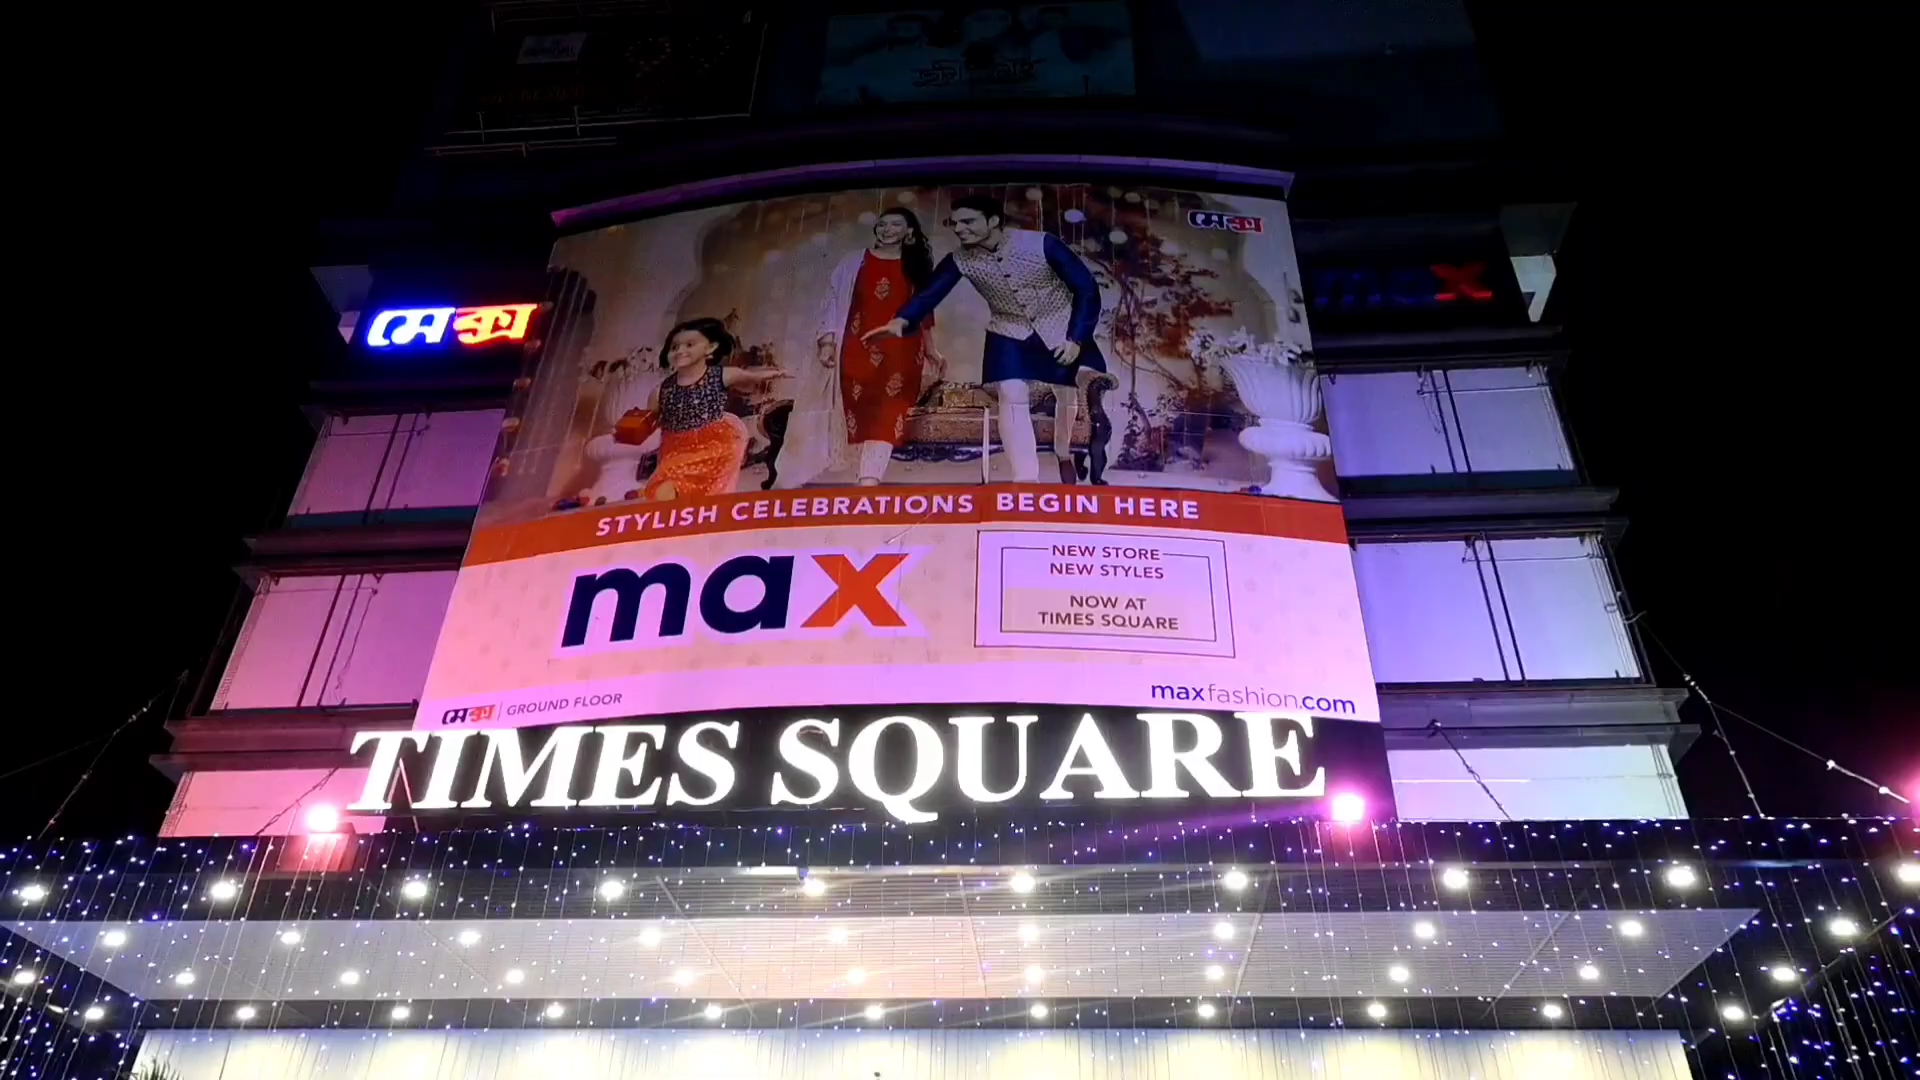 মেক্স
মেক্স
max
STYLISH CELEBRATIONS BEGIN HERE
max
NEW STORE
NEW STYLES
NOW AT
TIMES SQUARE
মেক্স | GROUND FLOOR
maxfashion.com
TIMES SQUARE